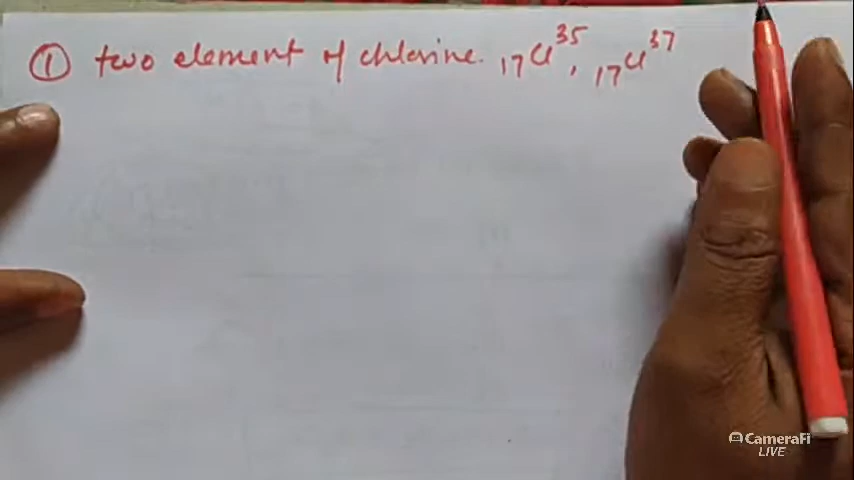 ① two element of chlorine. ₁₇Cl³⁵, ₁₇Cl³⁷
CameraFi
LIVE